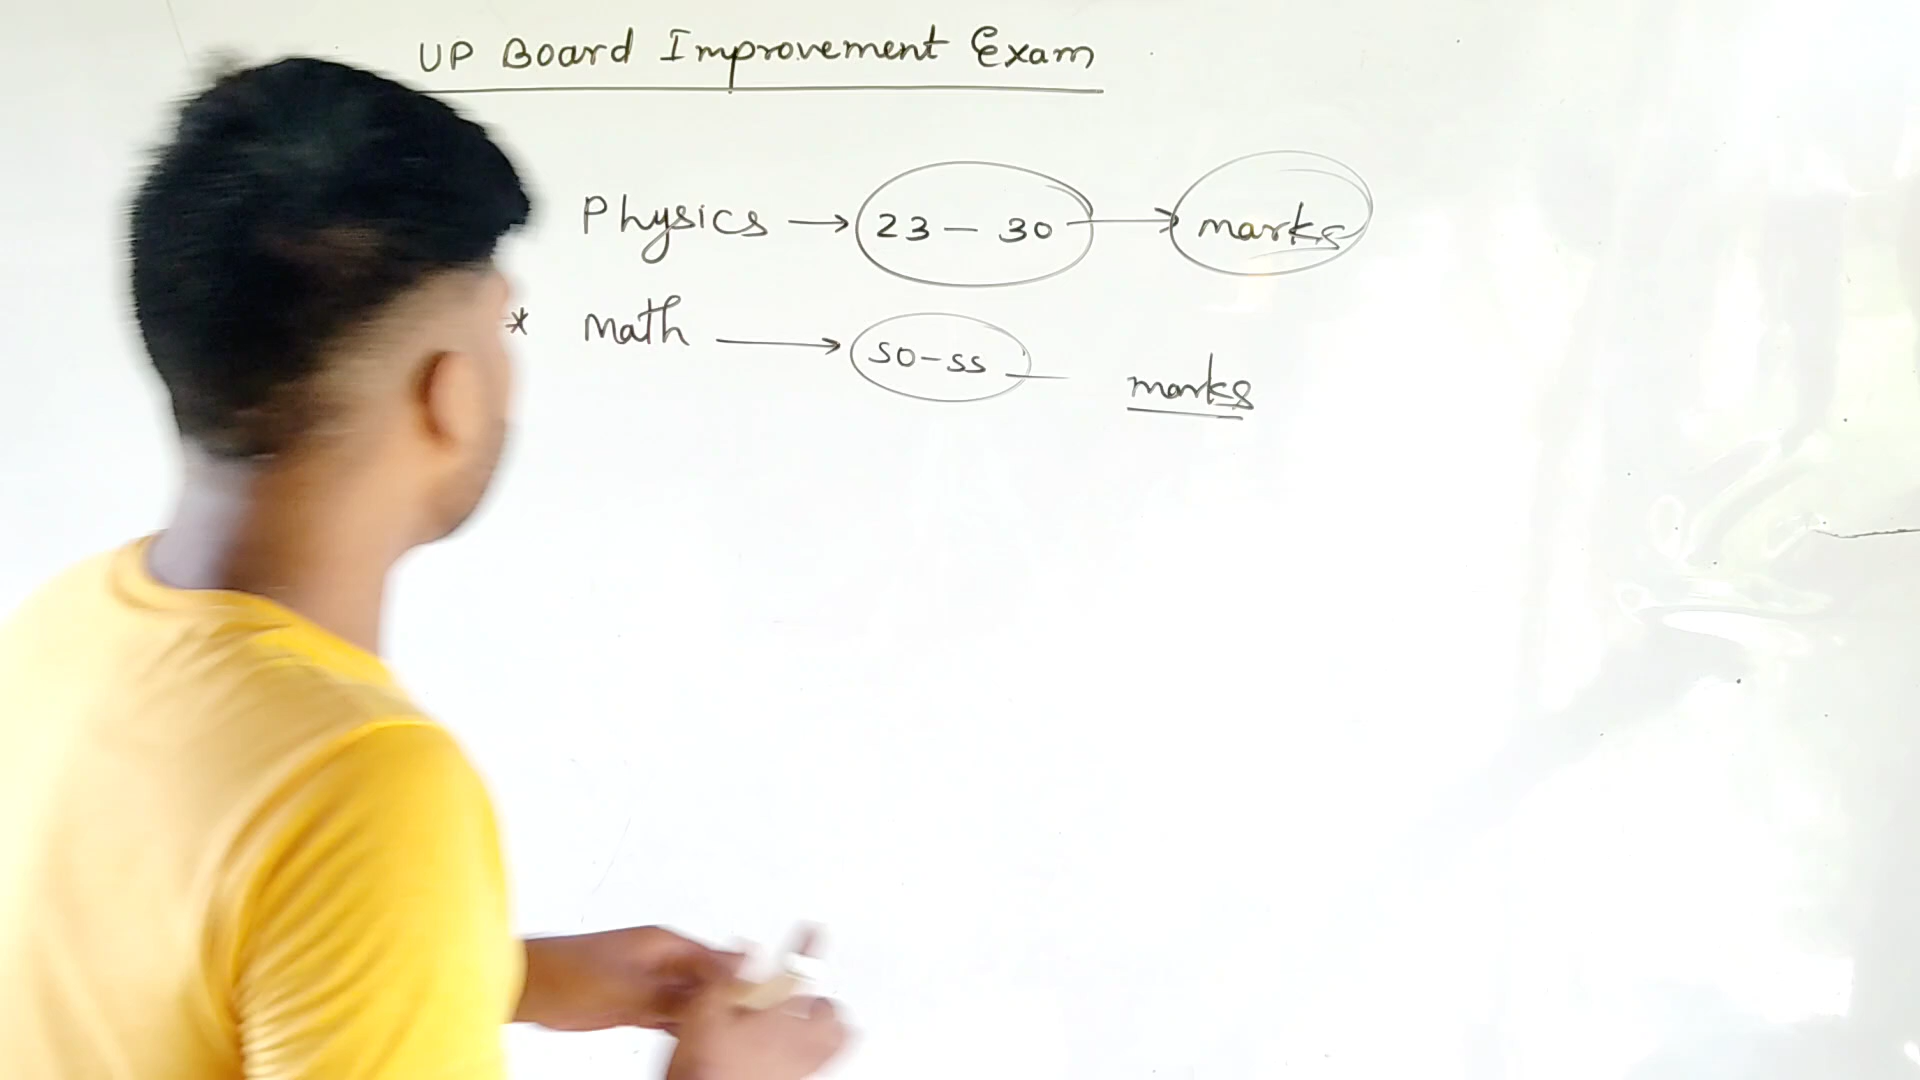 UP Board Improvement Exam
Physics → 23 – 30 → marks
* math → 50-55 — marks